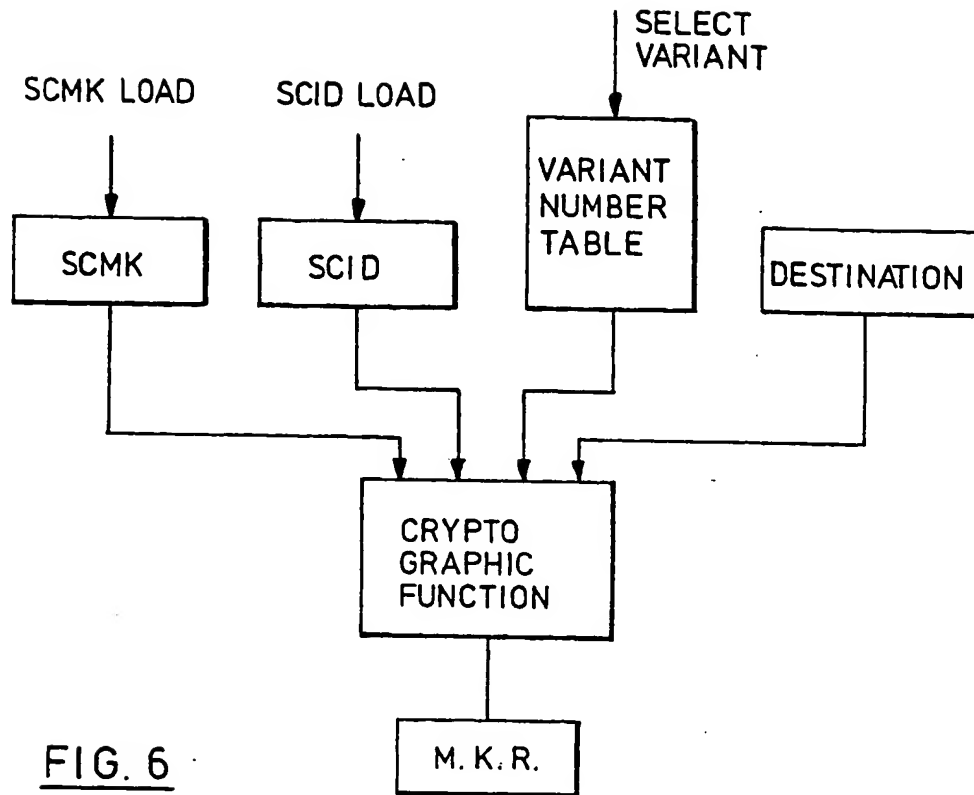 SELECT
VARIANT
SCMK LOAD
SCID LOAD
VARIANT
NUMBER
TABLE
SCMK
SCID
DESTINATION
CRYPTO
GRAPHIC
FUNCTION
M. K. R.
FIG. 6